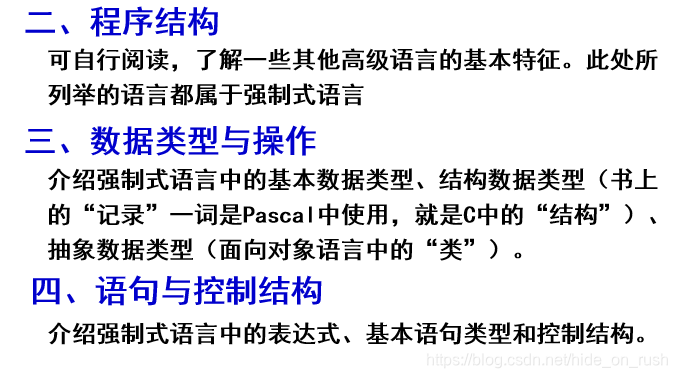 二、程序结构
可自行阅读，了解一些其他高级语言的基本特征。此处所
列举的语言都属于强制式语言
三、数据类型与操作
介绍强制式语言中的基本数据类型、结构数据类型（书上
的“记录”一词是Pascal中使用，就是C中的“结构”）、
抽象数据类型（面向对象语言中的“类”）。
四、语句与控制结构
介绍强制式语言中的表达式、基本语句类型和控制结构。
https://blog.csdn.net/hide_on_rush